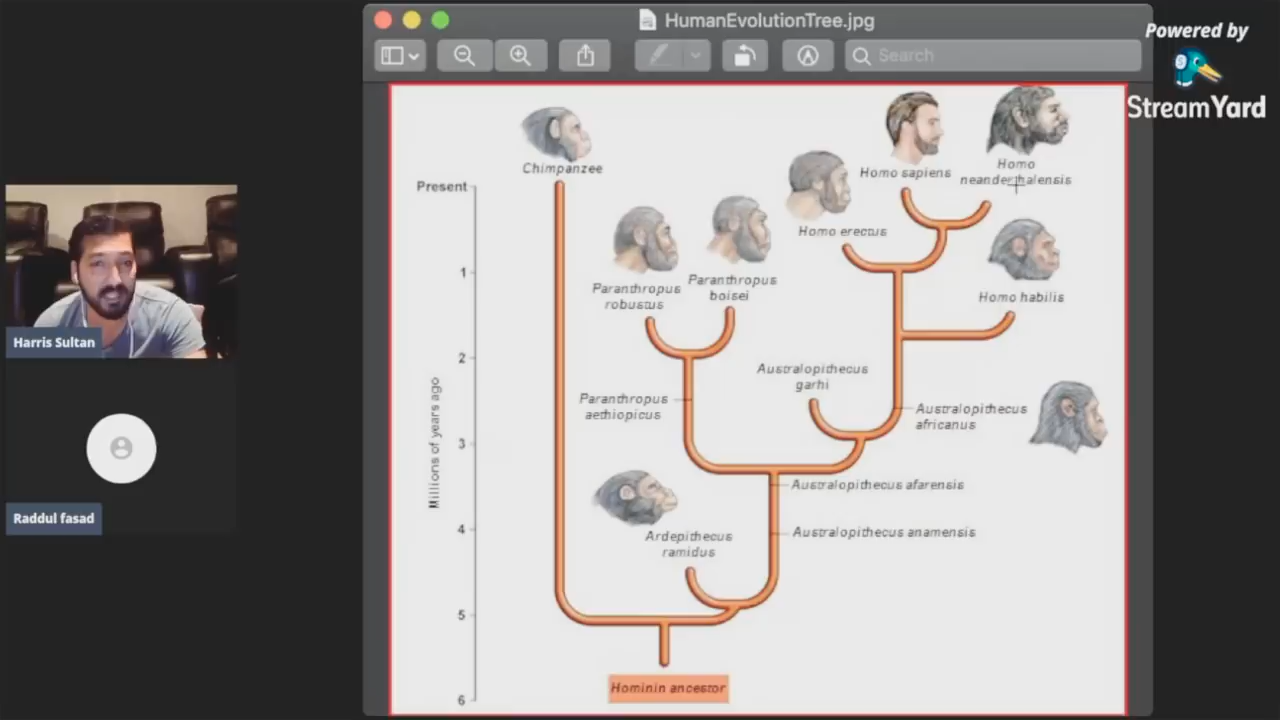 HumanEvolutionTree.jpg
Search
Powered by
StreamYard
Harris Sultan
Raddul fasad
Chimpanzee
Present
1
2
3
4
5
6
Millions of years ago
Homo sapiens
Homo
neanderthalensis
Homo erectus
Homo habilis
Paranthropus
robustus
Paranthropus
boisei
Australopithecus
garhi
Paranthropus
aethiopicus
Australopithecus
africanus
Australopithecus afarensis
Ardepithecus
ramidus
Australopithecus anamensis
Hominin ancestor